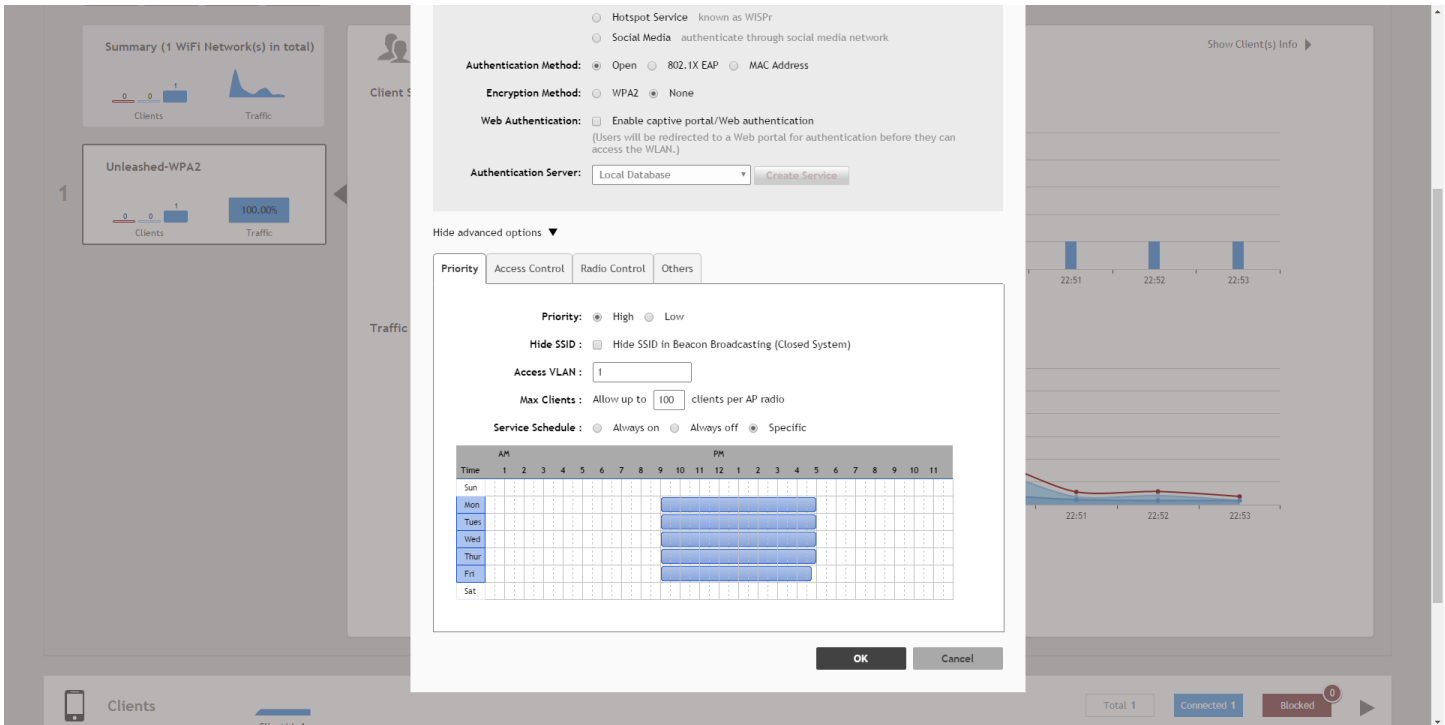 Hotspot Service known as WISPr
Summary (1 WiFi Network(s) in total)
Social Media authenticate through social media network
Show Client(s) Info
Authentication Method: Open 802.1X EAP MAC Address
1
0 0
Client S
Encryption Method: WPA2 None
Clients Traffic
Web Authentication: Enable captive portal/Web authentication
(Users will be redirected to a Web portal for authentication before they can
access the WLAN.)
Unleashed-WPA2
Authentication Server: Local Database Create Service
1
1
0 0
100.00%
Clients Traffic
Hide advanced options
Priority Access Control Radio Control Others
22:51 22:52 22:53
Priority: High Low
Traffic
Hide SSID : Hide SSID in Beacon Broadcasting (Closed System)
Access VLAN : 1
Max Clients : Allow up to 100 clients per AP radio
Service Schedule : Always on Always off Specific
AM PM
Time 1 2 3 4 5 6 7 8 9 10 11 12 1 2 3 4 5 6 7 8 9 10 11
Sun
Mon
Tues
Wed
Thur
Fri
Sat
22:51 22:52 22:53
OK Cancel
Clients
Total 1 Connected 1 Blocked 0